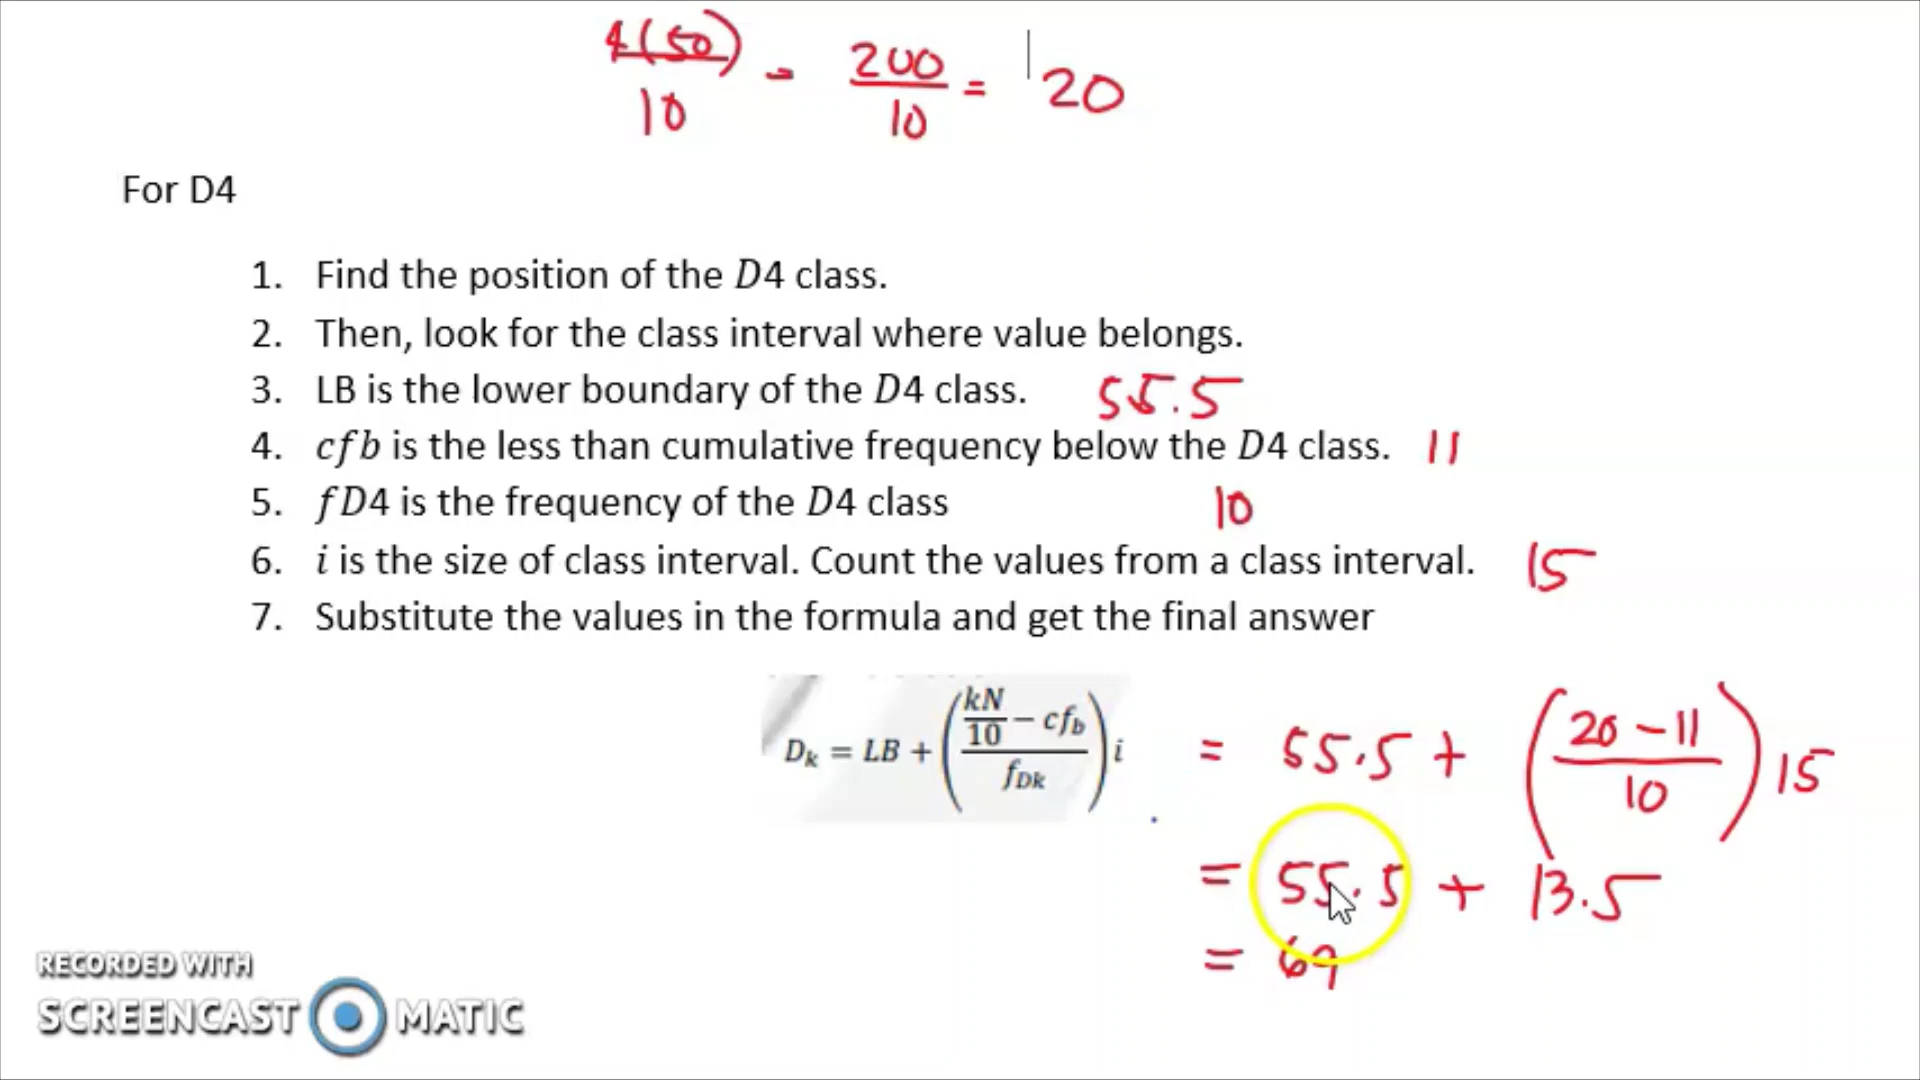 4(50)/10 = 200/10 = 20
For D4
1. Find the position of the D4 class.
2. Then, look for the class interval where value belongs.
3. LB is the lower boundary of the D4 class. 55.5
4. cfb is the less than cumulative frequency below the D4 class. 11
5. fD4 is the frequency of the D4 class 10
6. i is the size of class interval. Count the values from a class interval. 15
7. Substitute the values in the formula and get the final answer
Dk = LB + ((kN/10 − cfb)/fDk) i = 55.5 + ((20 - 11)/10) 15
= 55.5 + 13.5
= 69
RECORDED WITH
SCREENCAST MATIC